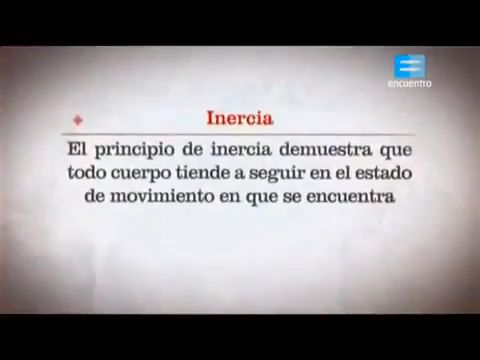 encuentro
Inercia
El principio de inercia demuestra que
todo cuerpo tiende a seguir en el estado
de movimiento en que se encuentra